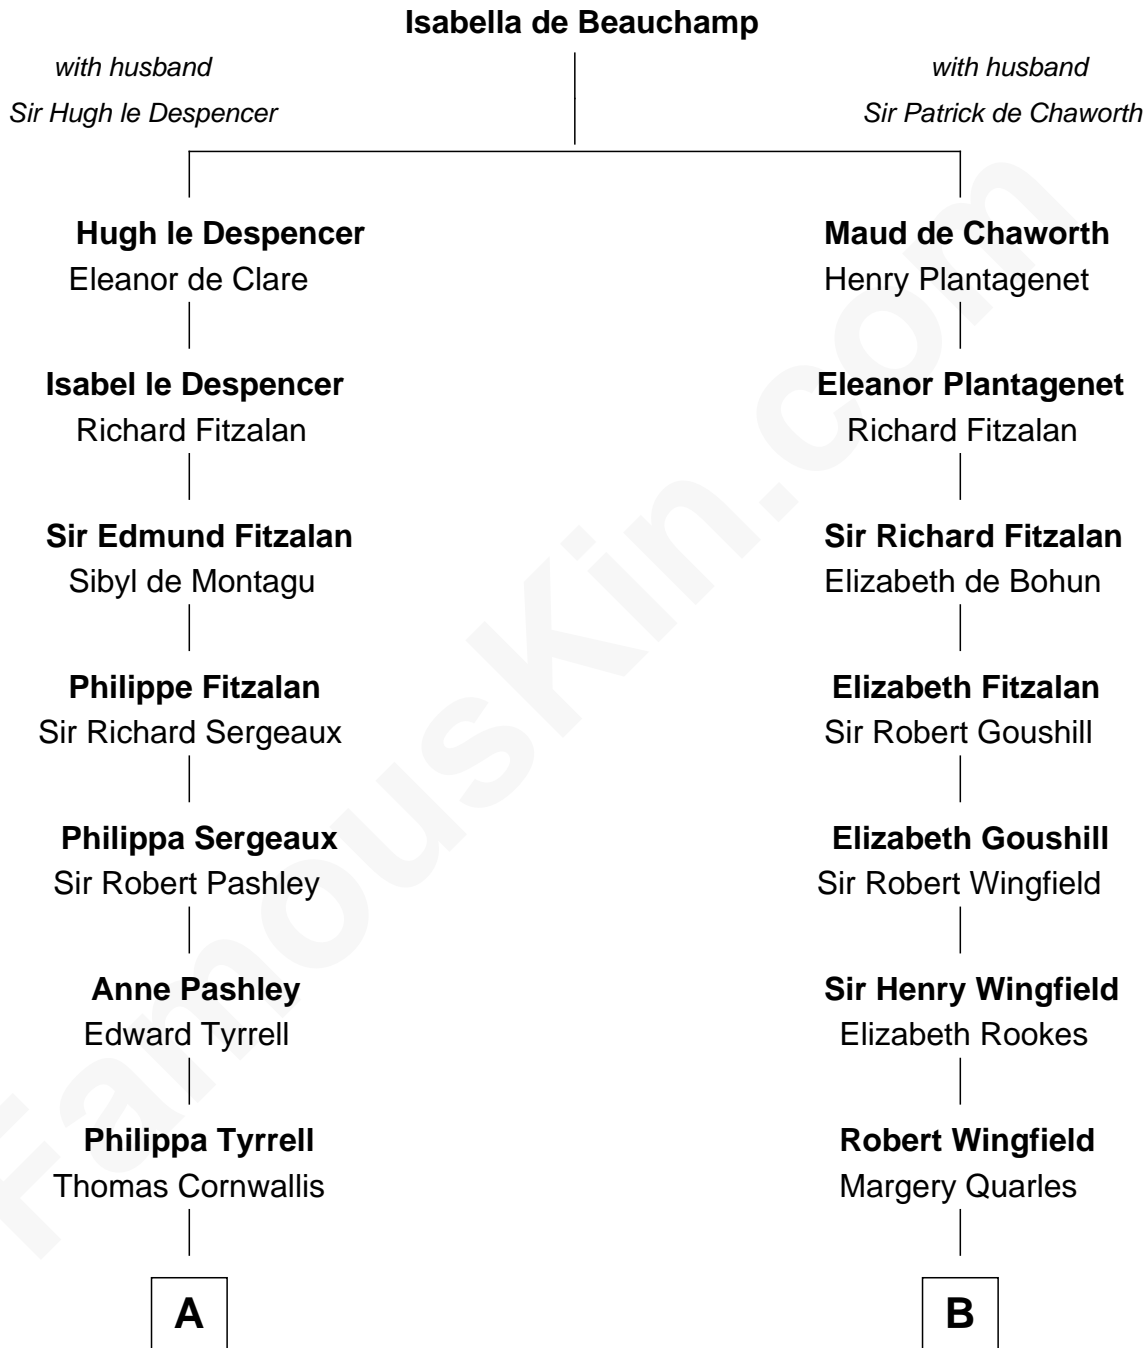 Isabella de Beauchamp
with husband
Sir Hugh le Despencer
with husband
Sir Patrick de Chaworth
Hugh le Despencer
Eleanor de Clare
Maud de Chaworth
Henry Plantagenet
Isabel le Despencer
Richard Fitzalan
Eleanor Plantagenet
Richard Fitzalan
Sir Edmund Fitzalan
Sibyl de Montagu
Sir Richard Fitzalan
Elizabeth de Bohun
Philippe Fitzalan
Sir Richard Sergeaux
Elizabeth Fitzalan
Sir Robert Goushill
Philippa Sergeaux
Sir Robert Pashley
Elizabeth Goushill
Sir Robert Wingfield
Anne Pashley
Edward Tyrrell
Sir Henry Wingfield
Elizabeth Rookes
Philippa Tyrrell
Thomas Cornwallis
Robert Wingfield
Margery Quarles
A
B
FamousKin.com